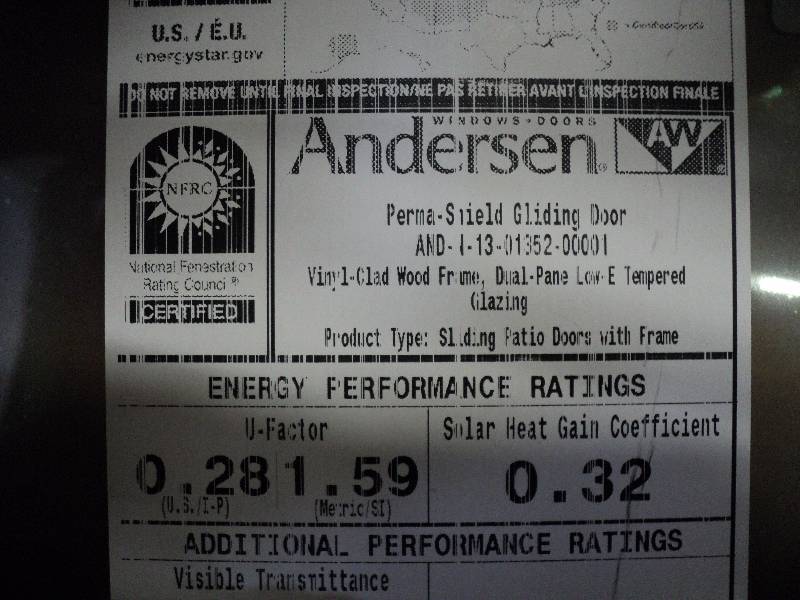 U.S. / É.U.
energystar.gov
DO NOT REMOVE UNTIL FINAL INSPECTION/NE PAS RETIRER AVANT L'INSPECTION FINALE
NFRC
National Fenestration
Rating Council®
CERTIFIED
WINDOWS • DOORS
Andersen®
AW
Perma-Shield Gliding Door
AND-N-13-01352-00001
Vinyl-Clad Wood Frame, Dual-Pane Low-E Tempered
Glazing
Product Type: Sliding Patio Doors with Frame
ENERGY PERFORMANCE RATINGS
U-Factor
0.28 1.59
(U.S./I-P) (Metric/SI)
Solar Heat Gain Coefficient
0.32
ADDITIONAL PERFORMANCE RATINGS
Visible Transmittance